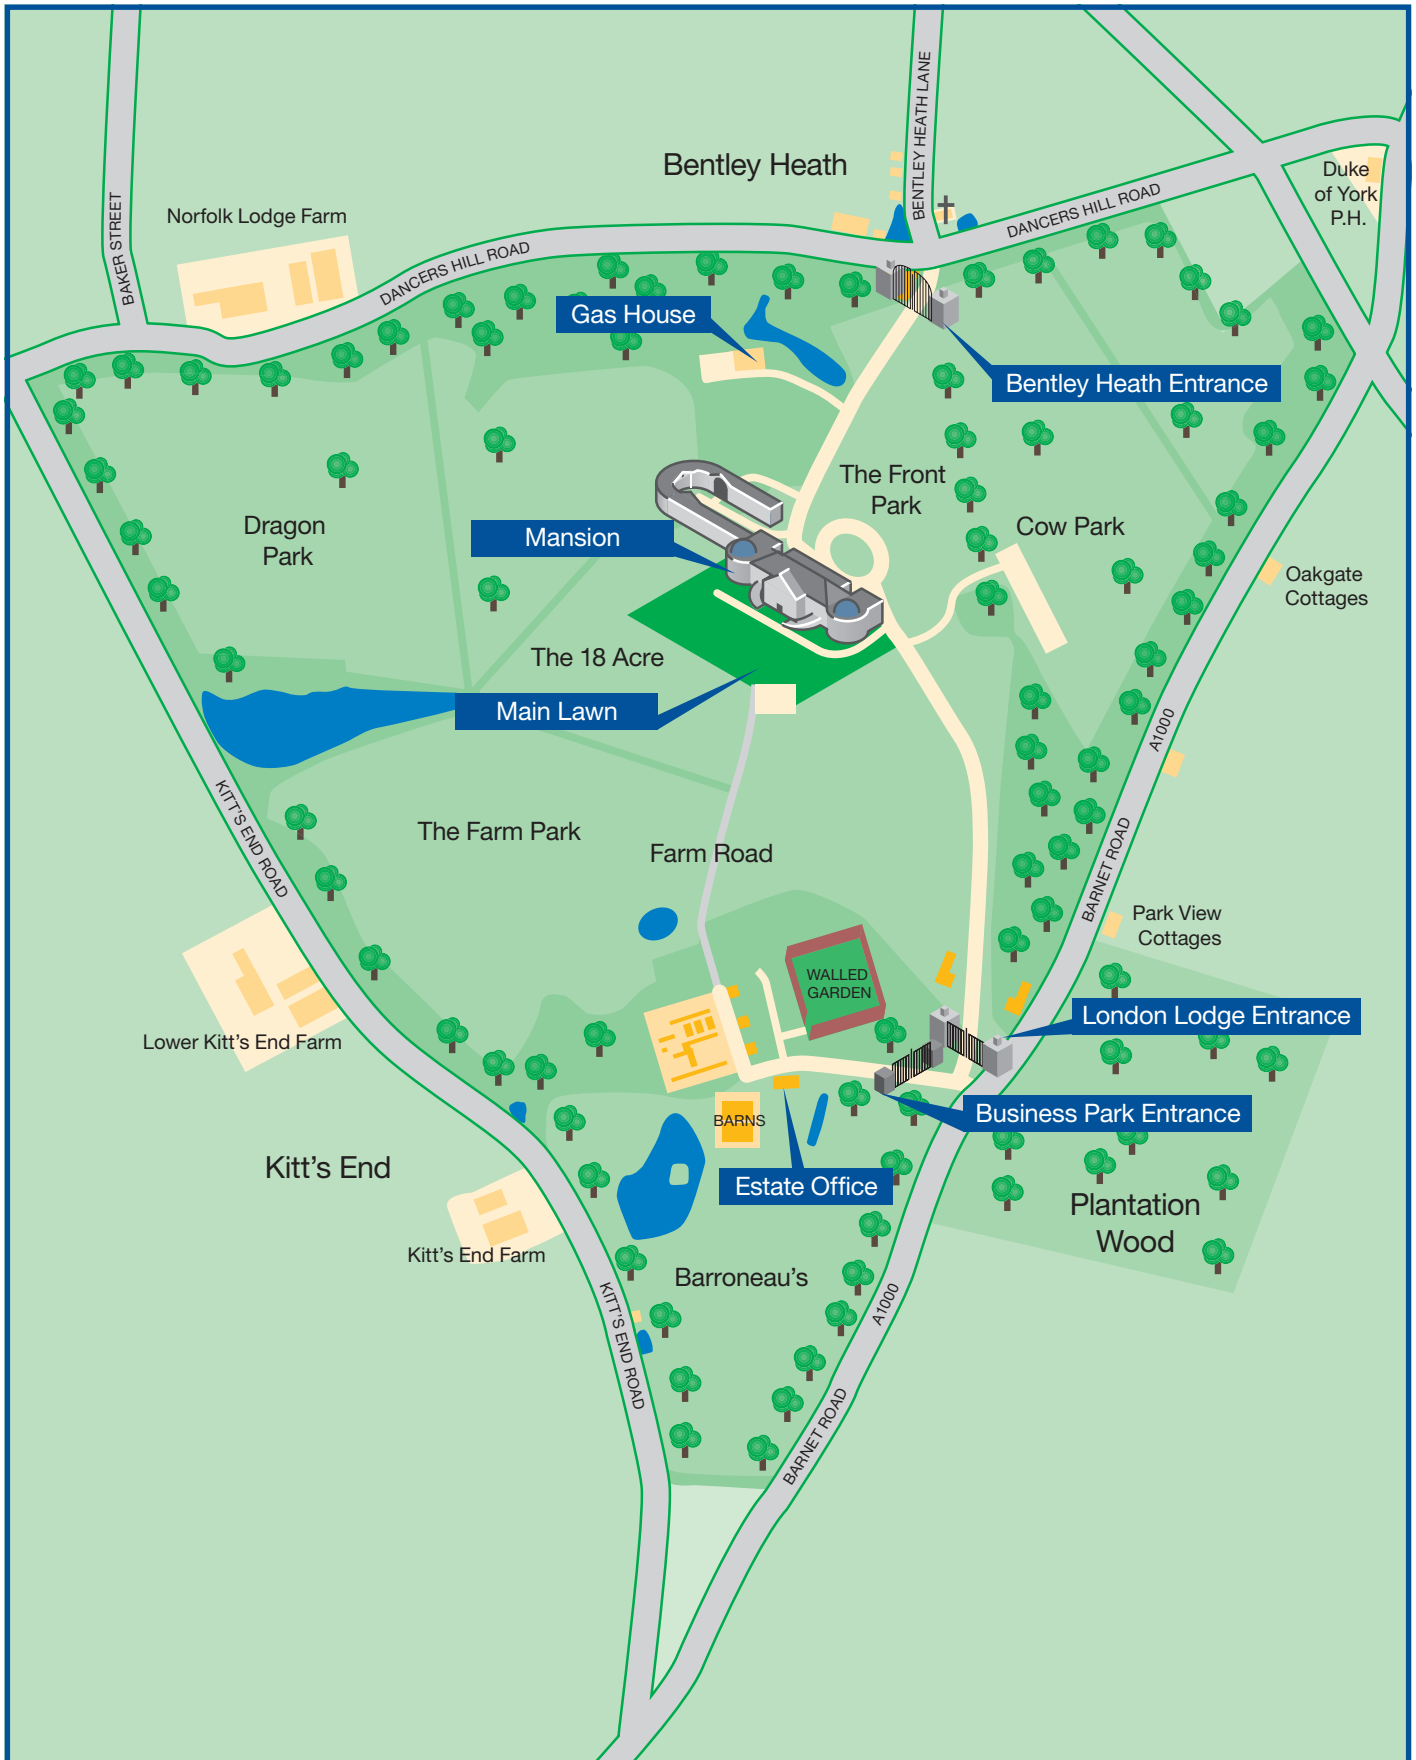 BENTLEY HEATH LANE
Bentley Heath
Duke
of York
P.H.
BAKER STREET
Norfolk Lodge Farm
DANCERS HILL ROAD
DANCERS HILL ROAD
Gas House
Bentley Heath Entrance
The Front
Park
Dragon
Park
Mansion
Cow Park
Oakgate
Cottages
The 18 Acre
Main Lawn
A1000
KITT'S END ROAD
The Farm Park
Farm Road
BARNET ROAD
Park View
Cottages
WALLED
GARDEN
London Lodge Entrance
Lower Kitt's End Farm
Business Park Entrance
BARNS
Kitt's End
Estate Office
Plantation
Wood
Kitt's End Farm
Barroneau's
A1000
KITT'S END ROAD
BARNET ROAD